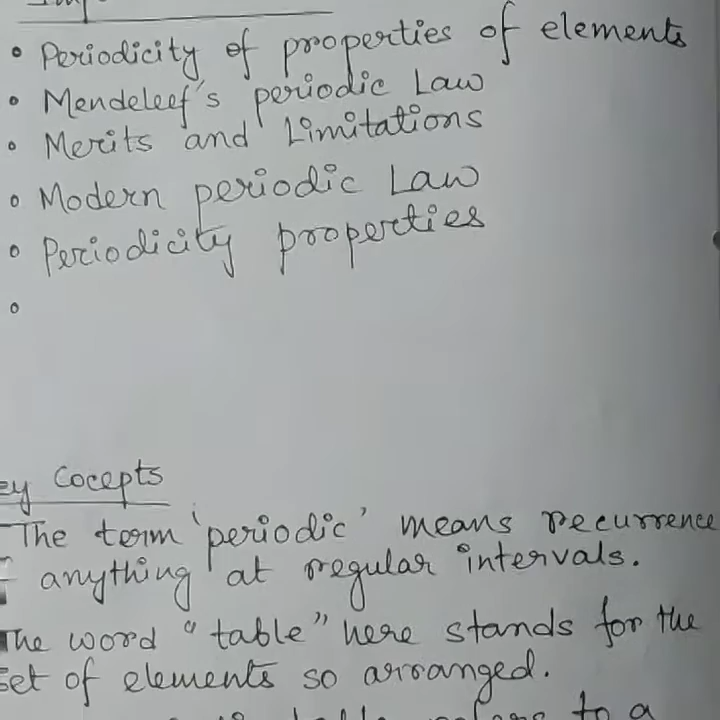 • Periodicity of properties of elements
• Mendeleef's periodic Law
• Merits and Limitations
• Modern periodic Law
• Periodicity properties
•
ey Cocepts
The term 'periodic' means recurrence
anything at regular intervals.
The word "table" here stands for the
set of elements so arranged.
to a